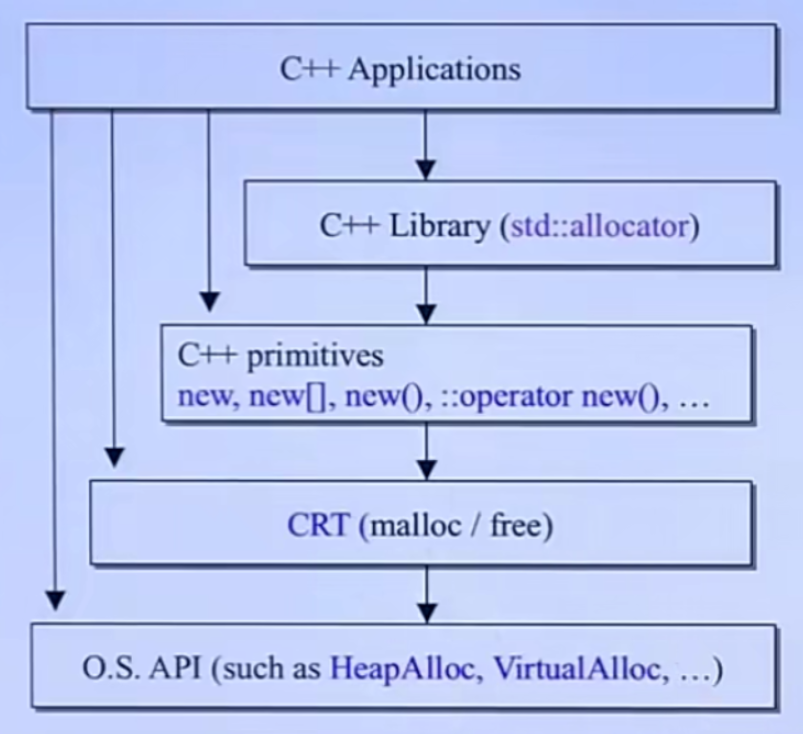 C++ Applications
C++ Library (std::allocator)
C++ primitives
new, new[], new(), ::operator new(), …
CRT (malloc / free)
O.S. API (such as HeapAlloc, VirtualAlloc, …)